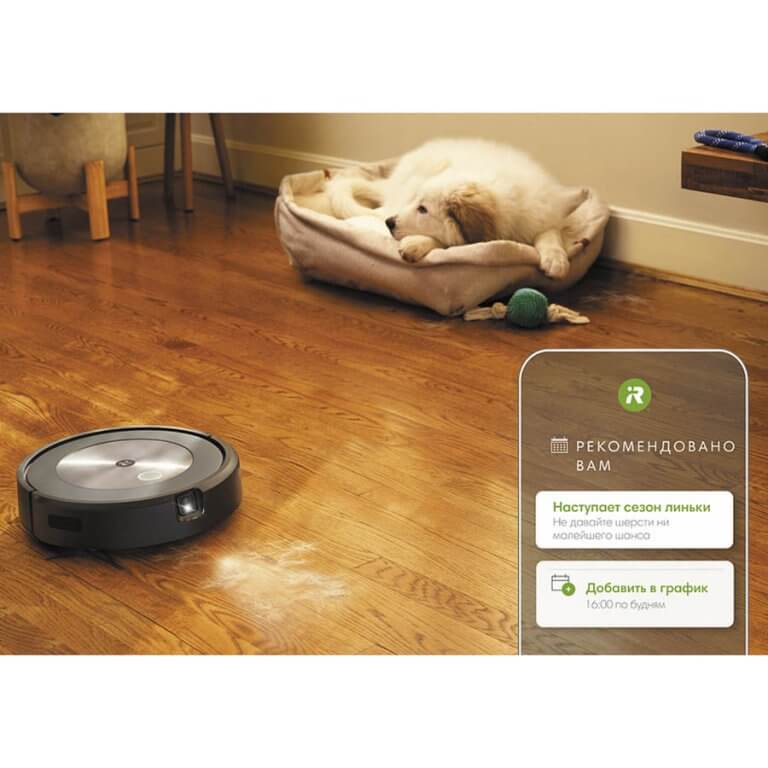 iR
РЕКОМЕНДОВАНО
ВАМ
Наступает сезон линьки
Не давайте шерсти ни
малейшего шанса
Добавить в график
16:00 по будням